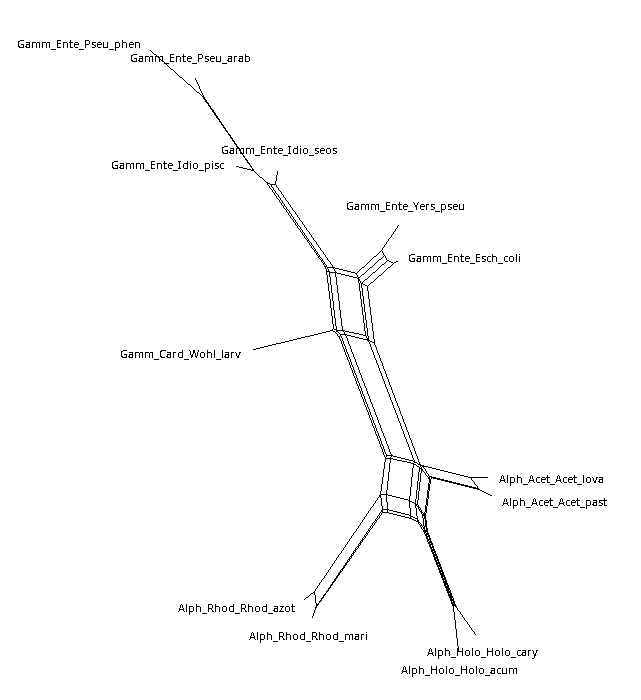 Gamm_Ente_Pseu_phen
Gamm_Ente_Pseu_arab
Gamm_Ente_Idio_seos
Gamm_Ente_Idio_pisc
Gamm_Ente_Yers_pseu
Gamm_Ente_Esch_coli
Gamm_Card_Wohl_larv
Alph_Acet_Acet_lova
Alph_Acet_Acet_past
Alph_Rhod_Rhod_azot
Alph_Rhod_Rhod_mari
Alph_Holo_Holo_cary
Alph_Holo_Holo_acum